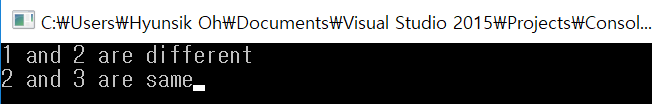 C:₩Users₩Hyunsik Oh₩Documents₩Visual Studio 2015₩Projects₩Consol...
1 and 2 are different
2 and 3 are same